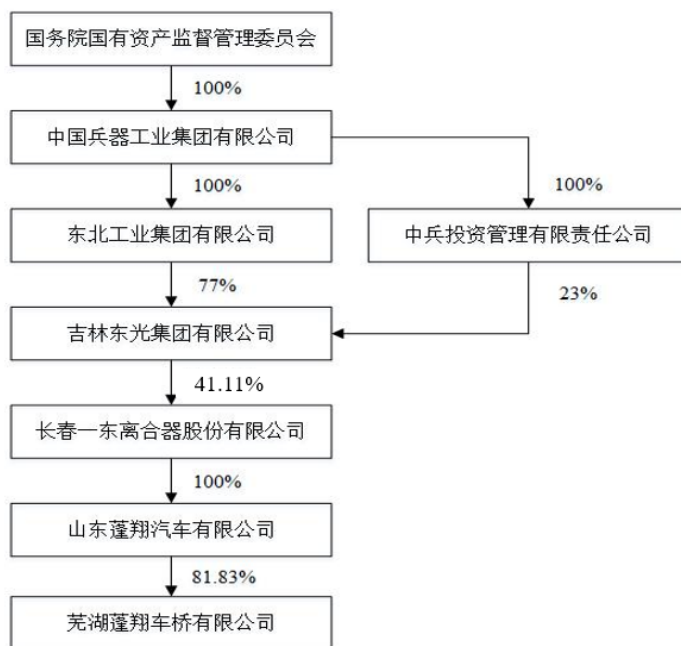 国务院国有资产监督管理委员会
100%
中国兵器工业集团有限公司
100%
100%
东北工业集团有限公司
中兵投资管理有限责任公司
77%
23%
吉林东光集团有限公司
41.11%
长春一东离合器股份有限公司
100%
山东蓬翔汽车有限公司
81.83%
芜湖蓬翔车桥有限公司